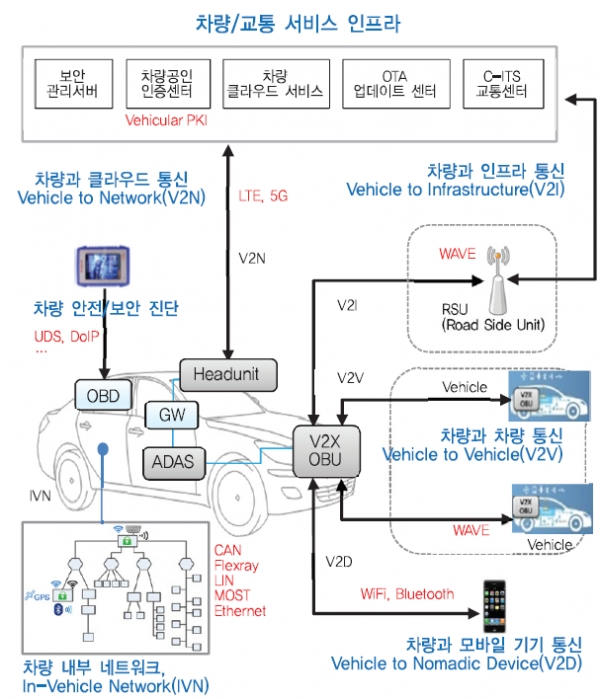 차량/교통 서비스 인프라
보안
관리서버
차량공인
인증센터
차량
클라우드 서비스
OTA
업데이트 센터
C-ITS
교통센터
Vehicular PKI
차량과 클라우드 통신
Vehicle to Network(V2N)
LTE, 5G
차량과 인프라 통신
Vehicle to Infrastructure(V2I)
V2N
WAVE
RSU
(Road Side Unit)
V2I
차량 안전/보안 진단
UDS, DoIP
...
Headunit
OBD
GW
ADAS
V2X
OBU
V2V
Vehicle
V2X
OBU
차량과 차량 통신
Vehicle to Vehicle(V2V)
V2X
OBU
WAVE
Vehicle
IVN
V2D
CAN
Flexray
LIN
MOST
Ethernet
GPS
WiFi, Bluetooth
차량 내부 네트워크,
In-Vehicle Network(IVN)
차량과 모바일 기기 통신
Vehicle to Nomadic Device(V2D)